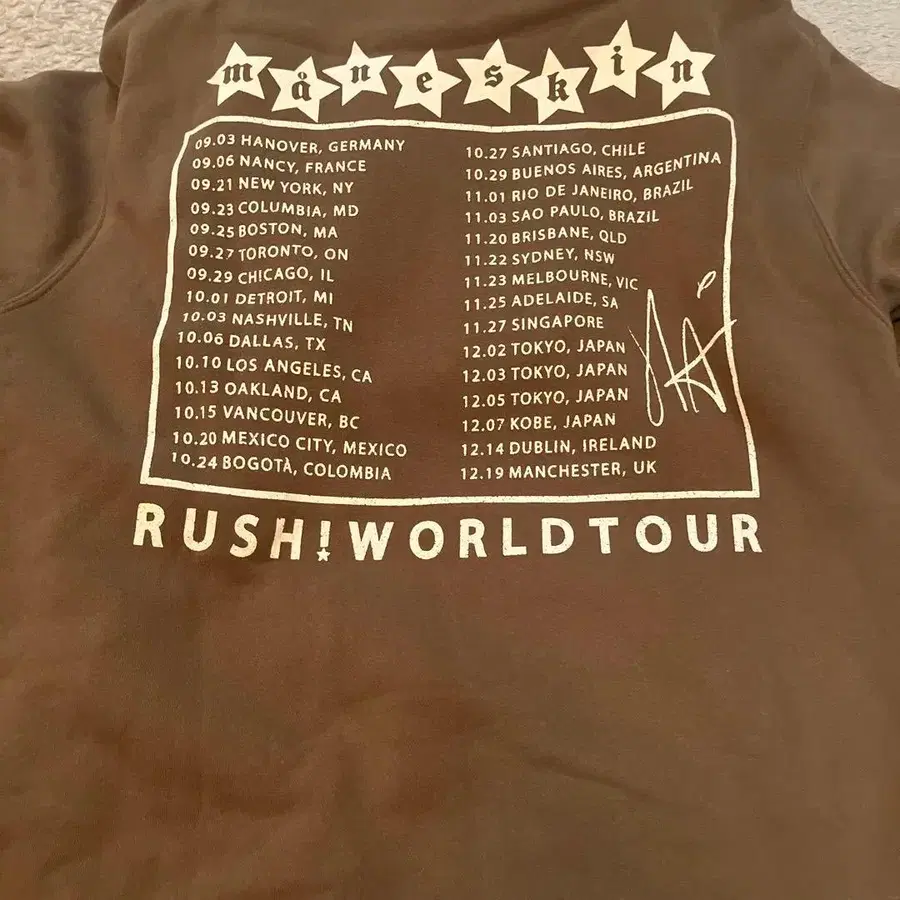 måneskin
09.03 HANOVER, GERMANY
09.06 NANCY, FRANCE
09.21 NEW YORK, NY
09.23 COLUMBIA, MD
09.25 BOSTON, MA
09.27 TORONTO, ON
09.29 CHICAGO, IL
10.01 DETROIT, MI
10.03 NASHVILLE, TN
10.06 DALLAS, TX
10.10 LOS ANGELES, CA
10.13 OAKLAND, CA
10.15 VANCOUVER, BC
10.20 MEXICO CITY, MEXICO
10.24 BOGOTÀ, COLOMBIA
10.27 SANTIAGO, CHILE
10.29 BUENOS AIRES, ARGENTINA
11.01 RIO DE JANEIRO, BRAZIL
11.03 SAO PAULO, BRAZIL
11.20 BRISBANE, QLD
11.22 SYDNEY, NSW
11.23 MELBOURNE, VIC
11.25 ADELAIDE, SA
11.27 SINGAPORE
12.02 TOKYO, JAPAN
12.03 TOKYO, JAPAN
12.05 TOKYO, JAPAN
12.07 KOBE, JAPAN
12.14 DUBLIN, IRELAND
12.19 MANCHESTER, UK
RUSH! WORLD TOUR